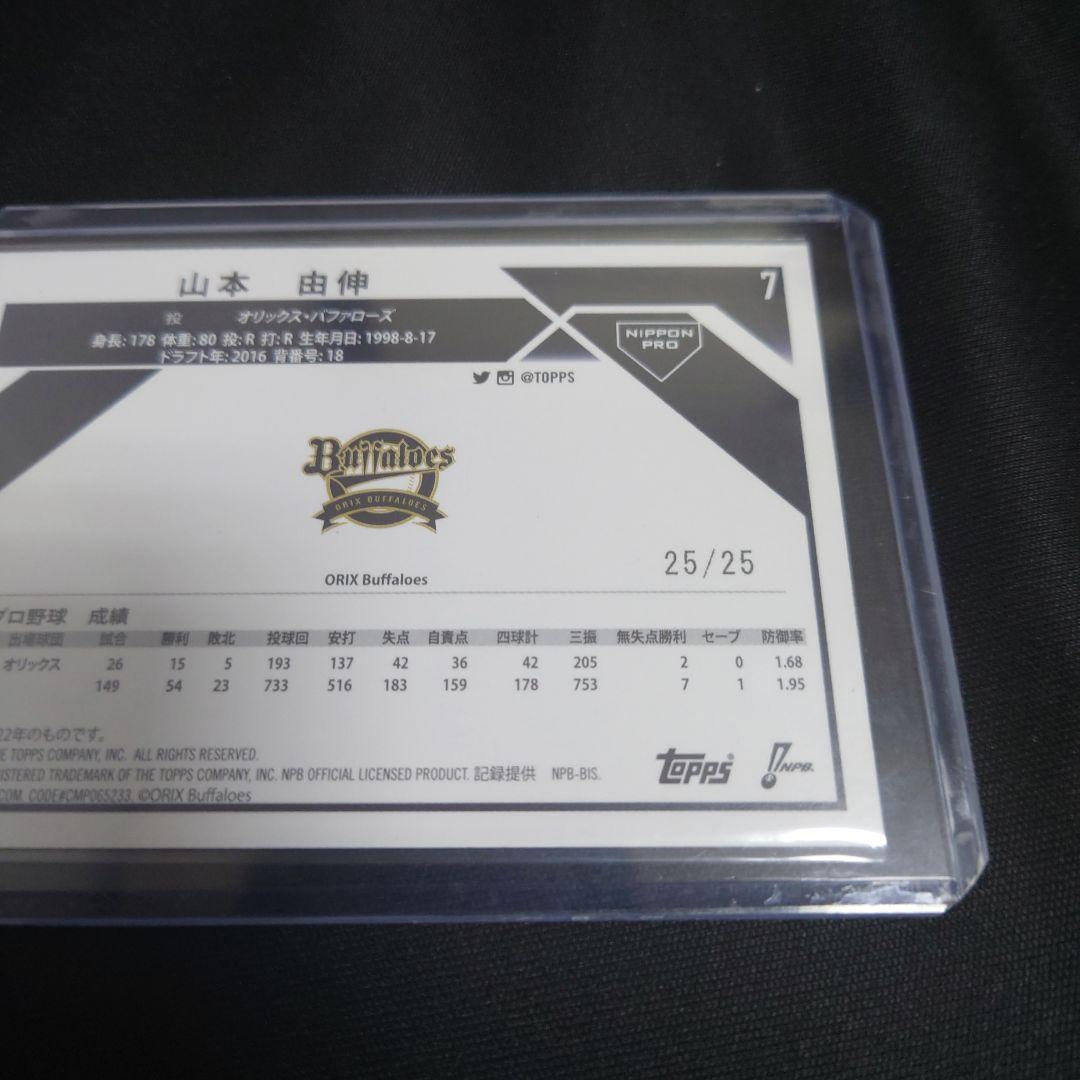 山本 由伸
7
投 オリックス・バファローズ
身長: 178 体重: 80 投: R 打: R 生年月日: 1998-8-17
ドラフト年: 2016 背番号: 18
NIPPON
PRO
@TOPPS
Buffaloes
ORIX BUFFALOES
25/25
ORIX Buffaloes
プロ野球 成績
出場球団 試合 勝利 敗北 投球回 安打 失点 自責点 四球計 三振 無失点勝利 セーブ 防御率
オリックス 26 15 5 193 137 42 36 42 205 2 0 1.68
149 54 23 733 516 183 159 178 753 7 1 1.95
22年のものです。
THE TOPPS COMPANY, INC. ALL RIGHTS RESERVED.
ISTERED TRADEMARK OF THE TOPPS COMPANY, INC. NPB OFFICIAL LICENSED PRODUCT. 記録提供 NPB-BIS.
COM. CODE#CMP065233. ©ORIX Buffaloes
topps
NPB